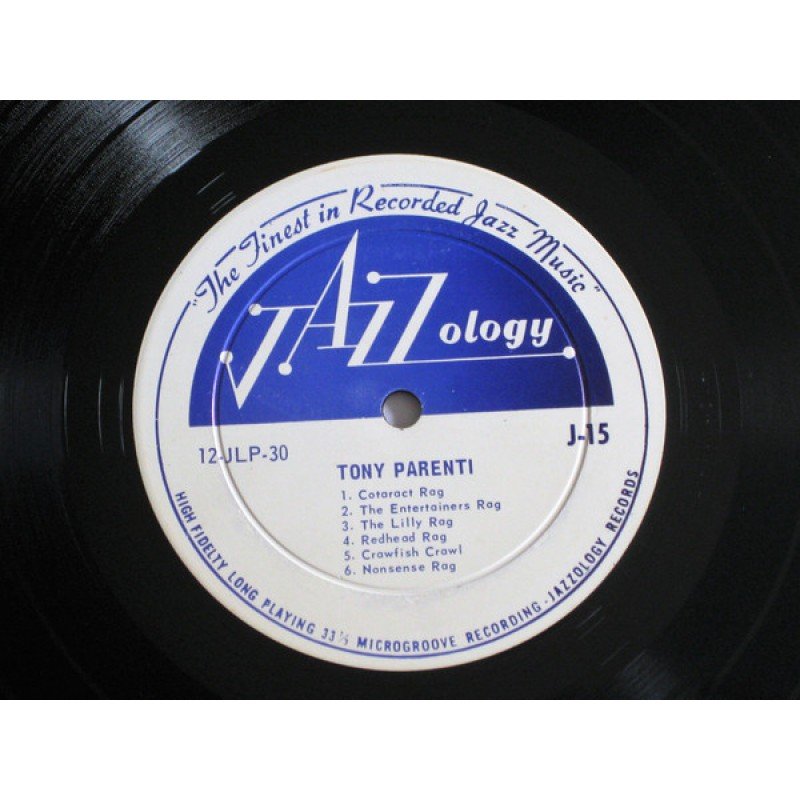 "The Finest in Recorded Jazz Music"
JAZZology
12-JLP-30
J-15
TONY PARENTI
1. Cotaract Rag
2. The Entertainers Rag
3. The Lilly Rag
4. Redhead Rag
5. Crawfish Crawl
6. Nonsense Rag
HIGH FIDELTY LONG PLAYING 33⅓ MICROGROOVE RECORDING - JAZZOLOGY RECORDS